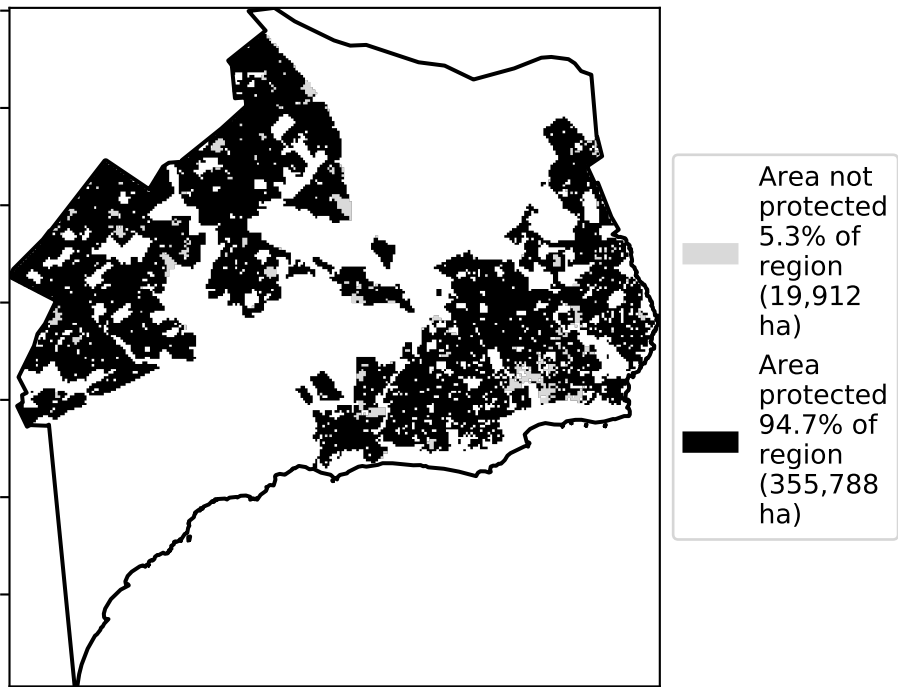 Area not
protected
5.3% of
region
(19,912
ha)
Area
protected
94.7% of
region
(355,788
ha)